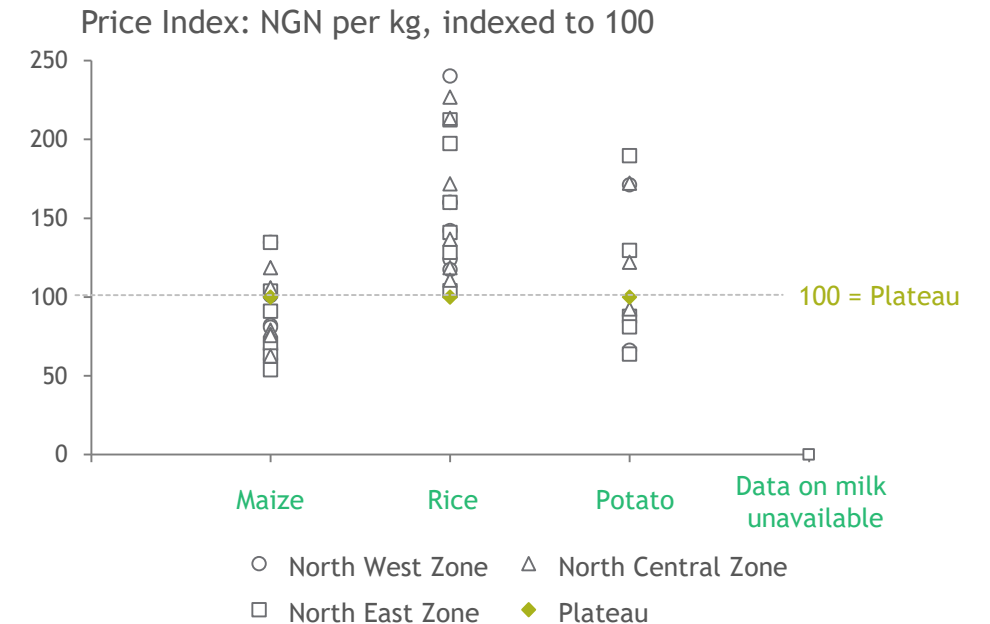 Price Index: NGN per kg, indexed to 100
250
200
150
100
50
0
100 = Plateau
Maize
Rice
Potato
Data on milk
unavailable
North West Zone
North Central Zone
North East Zone
Plateau